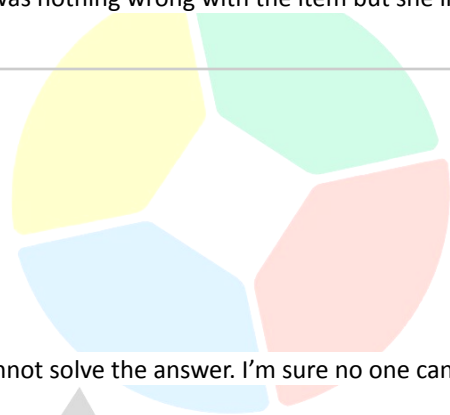 was nothing wrong with the item but she
nnot solve the answer. I'm sure no one can